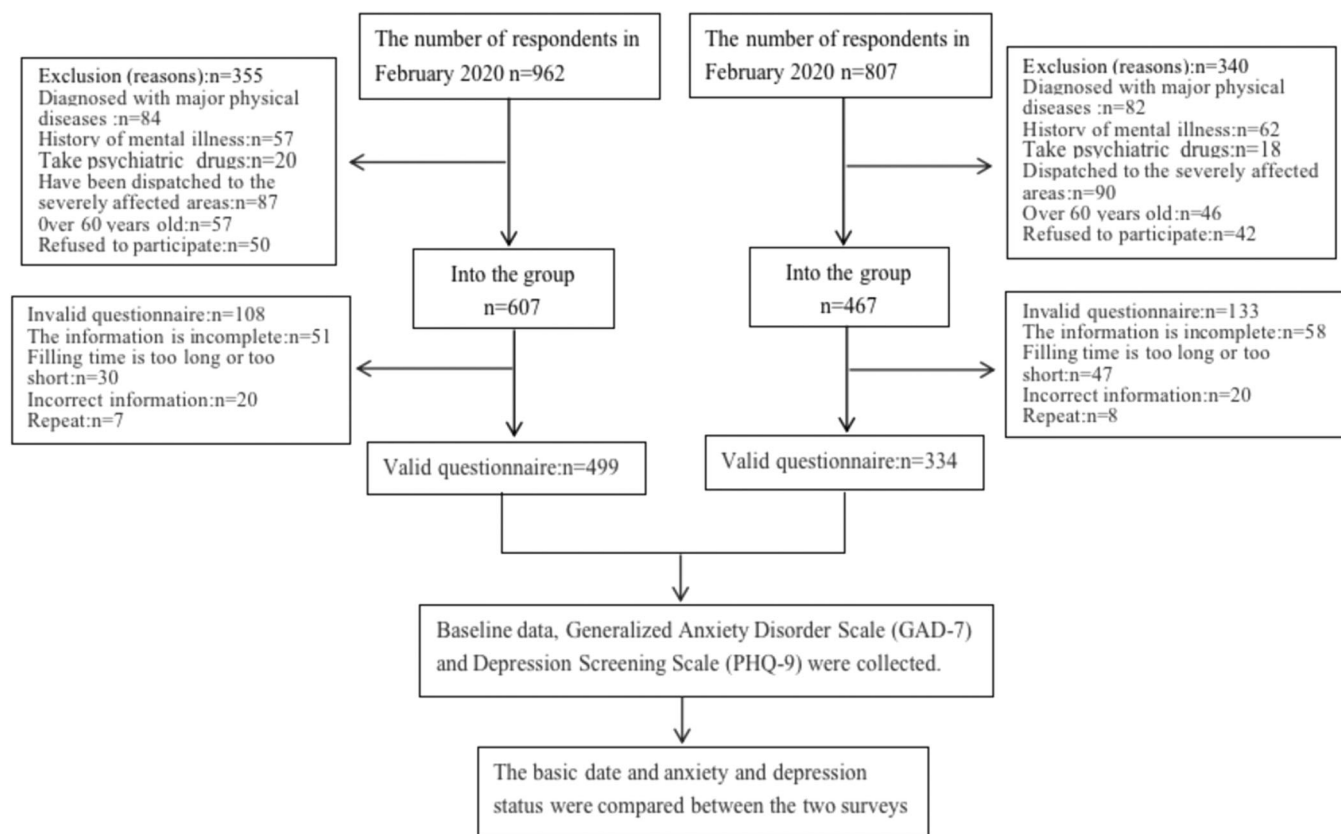 The number of respondents in
February 2020 n=962
The number of respondents in
February 2020 n=807
Exclusion (reasons):n=355
Diagnosed with major physical
diseases :n=84
History of mental illness:n=57
Take psychiatric drugs:n=20
Have been dispatched to the
severely affected areas:n=87
0ver 60 years old:n=57
Refused to participate:n=50
Exclusion (reasons):n=340
Diagnosed with major physical
diseases :n=82
History of mental illness:n=62
Take psychiatric drugs:n=18
Dispatched to the severely affected
areas:n=90
Over 60 years old:n=46
Refused to participate:n=42
Into the group
n=607
Into the group
n=467
Invalid questionnaire:n=108
The information is incomplete:n=51
Filling time is too long or too
short:n=30
Incorrect information:n=20
Repeat:n=7
Invalid questionnaire:n=133
The information is incomplete:n=58
Filling time is too long or too
short:n=47
Incorrect information:n=20
Repeat:n=8
Valid questionnaire:n=499
Valid questionnaire:n=334
Baseline data, Generalized Anxiety Disorder Scale (GAD-7)
and Depression Screening Scale (PHQ-9) were collected.
The basic date and anxiety and depression
status were compared between the two surveys